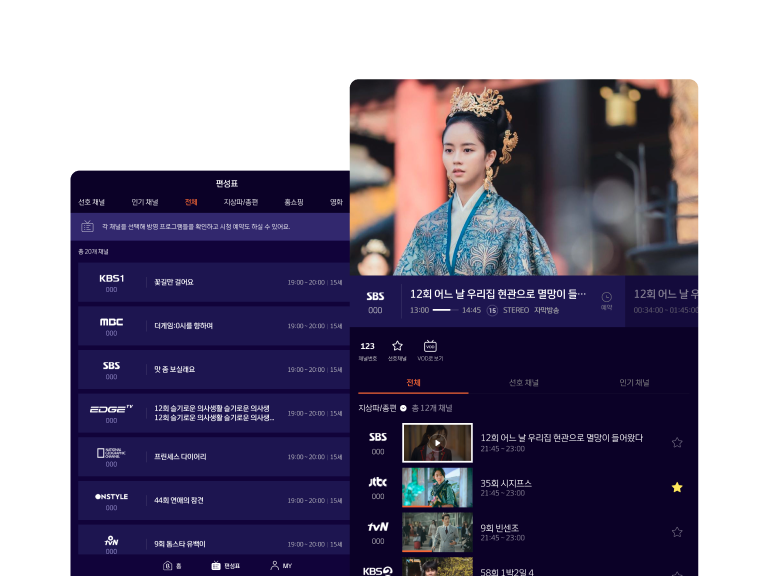 편성표
선호 채널 인기 채널 전체 지상파/종편 홈쇼핑 영화
각 채널을 선택해 방영 프로그램들을 확인하고 시청 예약도 하실 수 있어요.
총 20개 채널
KBS1
000
꽃길만 걸어요
19:00 ~ 20:00 | 15세
MBC
000
더게임:0시를 향하여
19:00 ~ 20:00 | 15세
SBS
000
맛 좀 보실래요
19:00 ~ 20:00 | 15세
EDGE TV
000
12회 슬기로운 의사생활 슬기로운 의사생
12회 슬기로운 의사생활 슬기로운 의사생...
19:00 ~ 20:00 | 15세
NATIONAL
GEOGRAPHIC
CHANNEL
000
프린세스 다이어리
19:00 ~ 20:00 | 15세
ONSTYLE
000
44회 연애의 참견
19:00 ~ 20:00 | 15세
tvN
000
9회 톱스타 유백이
19:00 ~ 20:00 | 15세
홈 편성표 MY
SBS
000
12회 어느 날 우리집 현관으로 멸망이 들…
13:00 14:45 15 STEREO 자막방송
예약
12회 어느 날 우
00:34:00 - 01:45:00
123 VOD
채널번호 선호채널 VOD로 보기
전체 선호 채널 인기 채널
지상파/종편 총 12개 채널
SBS
000
12회 어느 날 우리집 현관으로 멸망이 들어왔다
21:45 ~ 23:00
jtbc
000
35회 시지프스
21:45 ~ 23:00
tvN
000
9회 빈센조
21:45 ~ 23:00
KBS2
58회 1박2일 4